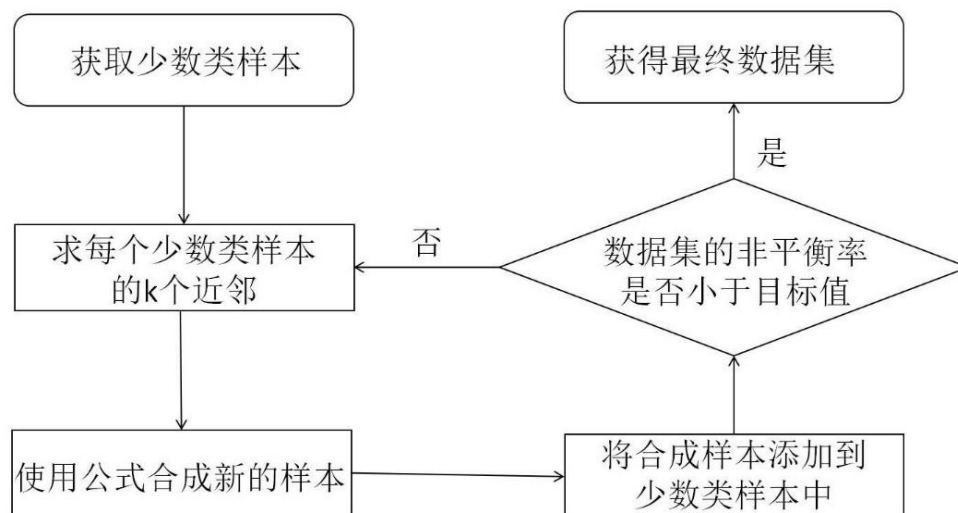 获取少数类样本
获得最终数据集
是
求每个少数类样本
的k个近邻
否
数据集的非平衡率
是否小于目标值
使用公式合成新的样本
将合成样本添加到
少数类样本中